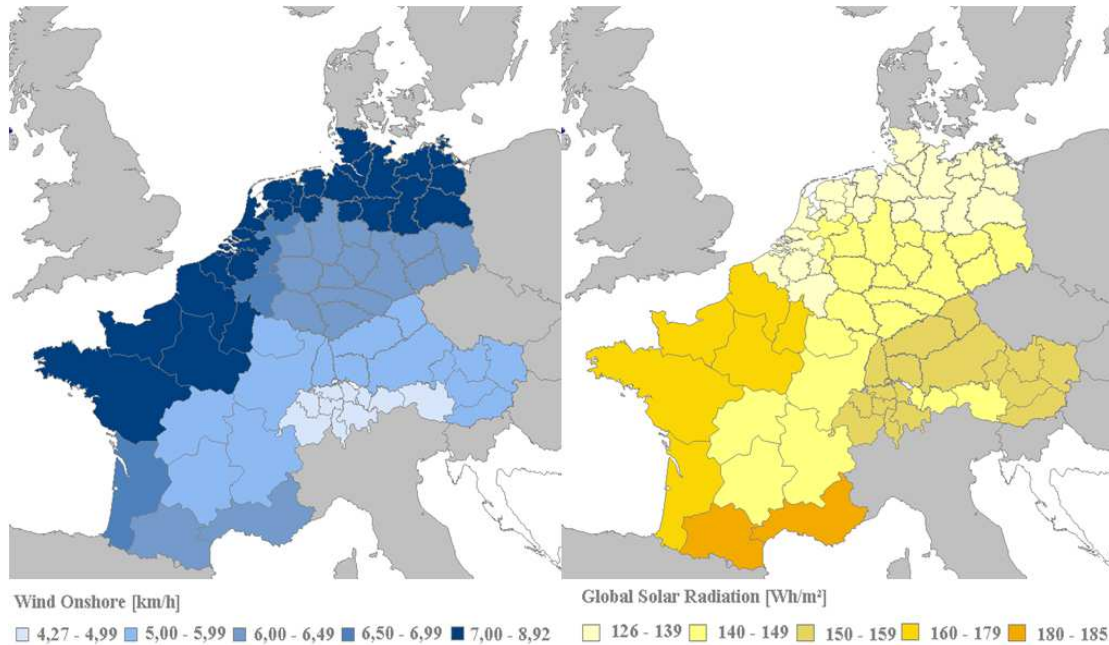 Wind Onshore [km/h]
4,27 - 4,99 5,00 - 5,99 6,00 - 6,49 6,50 - 6,99 7,00 - 8,92
Global Solar Radiation [Wh/m²]
126 - 139 140 - 149 150 - 159 160 - 179 180 - 185